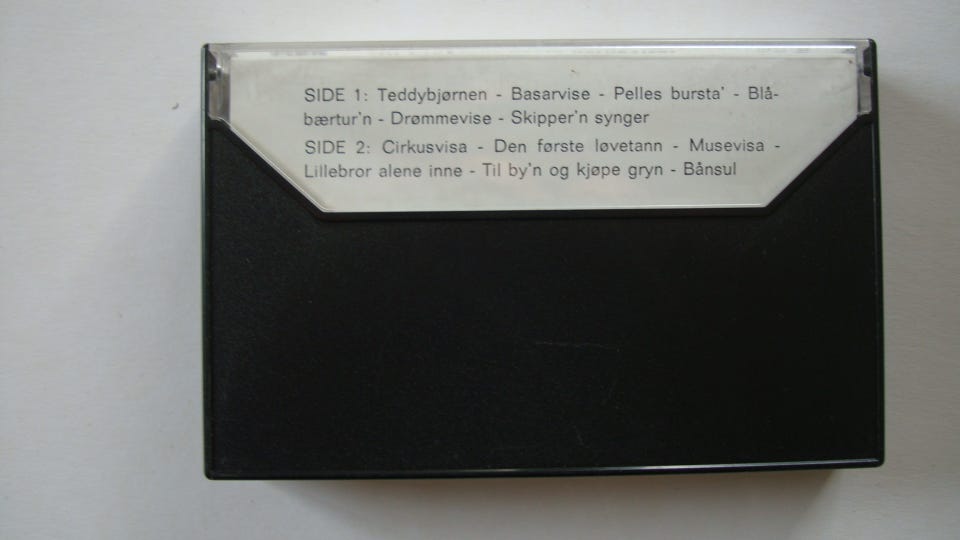 SIDE 1: Teddybjørnen - Basarvise - Pelles bursta' - Blå-
bærtur'n - Drømmevise - Skipper'n synger
SIDE 2: Cirkusvisa - Den første løvetann - Musevisa -
Lillebror alene inne - Til by'n og kjøpe gryn - Bånsul